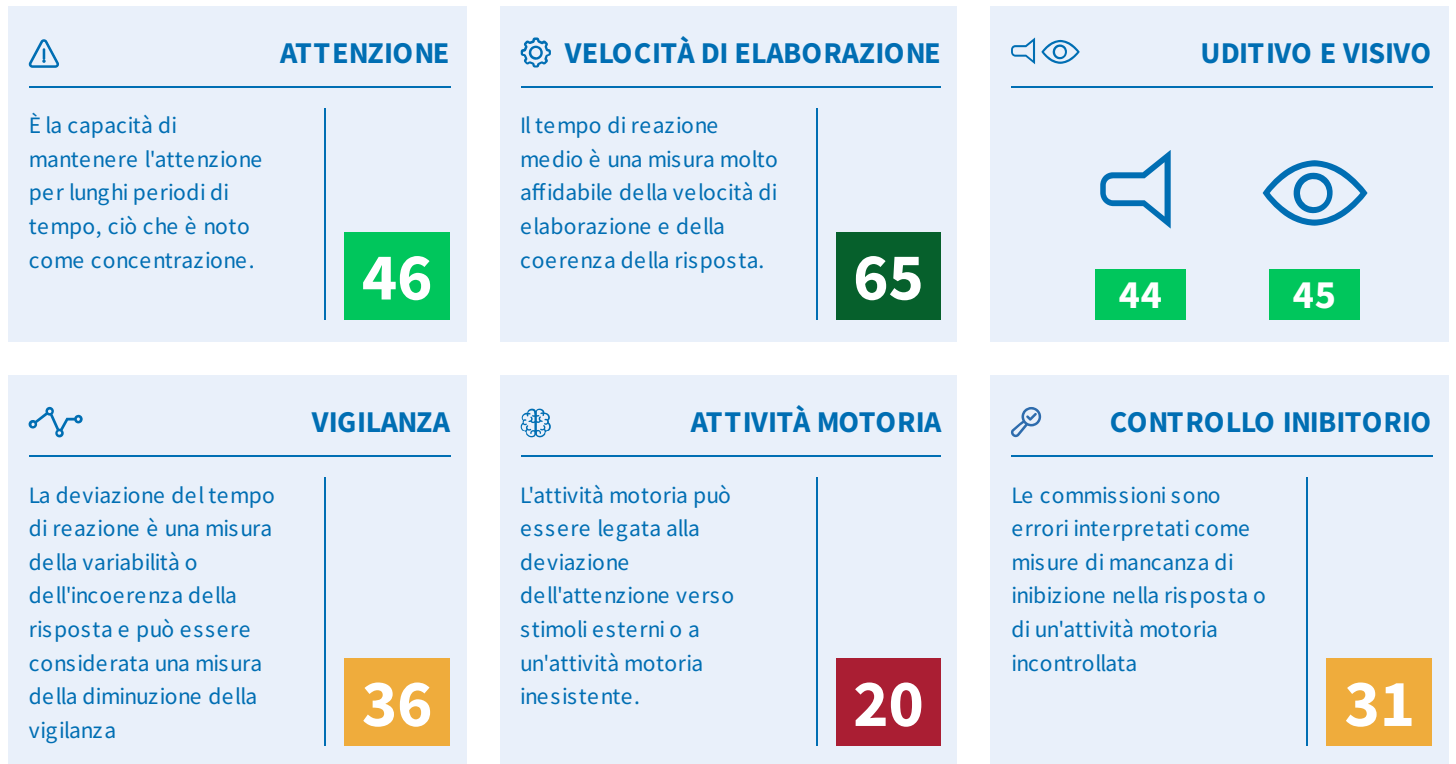 ATTENZIONE
È la capacità di
mantenere l'attenzione
per lunghi periodi di
tempo, ciò che è noto
come concentrazione.
46
VELOCITÀ DI ELABORAZIONE
Il tempo di reazione
medio è una misura molto
affidabile della velocità di
elaborazione e della
coerenza della risposta.
65
UDITIVO E VISIVO
44
45
VIGILANZA
La deviazione del tempo
di reazione è una misura
della variabilità o
dell'incoerenza della
risposta e può essere
considerata una misura
della diminuzione della
vigilanza
36
ATTIVITÀ MOTORIA
L'attività motoria può
essere legata alla
deviazione
dell'attenzione verso
stimoli esterni o a
un'attività motoria
inesistente.
20
CONTROLLO INIBITORIO
Le commissioni sono
errori interpretati come
misure di mancanza di
inibizione nella risposta o
di un'attività motoria
incontrollata
31